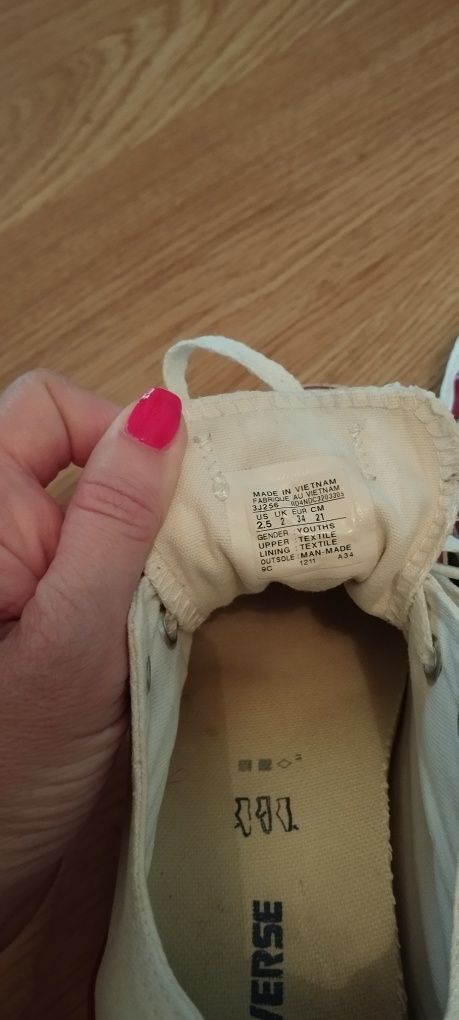 MADE IN VIETNAM
FABRIQUE AU VIETNAM
3J256 RD4NDC3203205
US UK EUR CM
2.5 2 34 21
GENDER : YOUTHS
UPPER : TEXTILE
LINING : TEXTILE
OUTSOLE : MAN-MADE
9C 1211 A34
VERSE